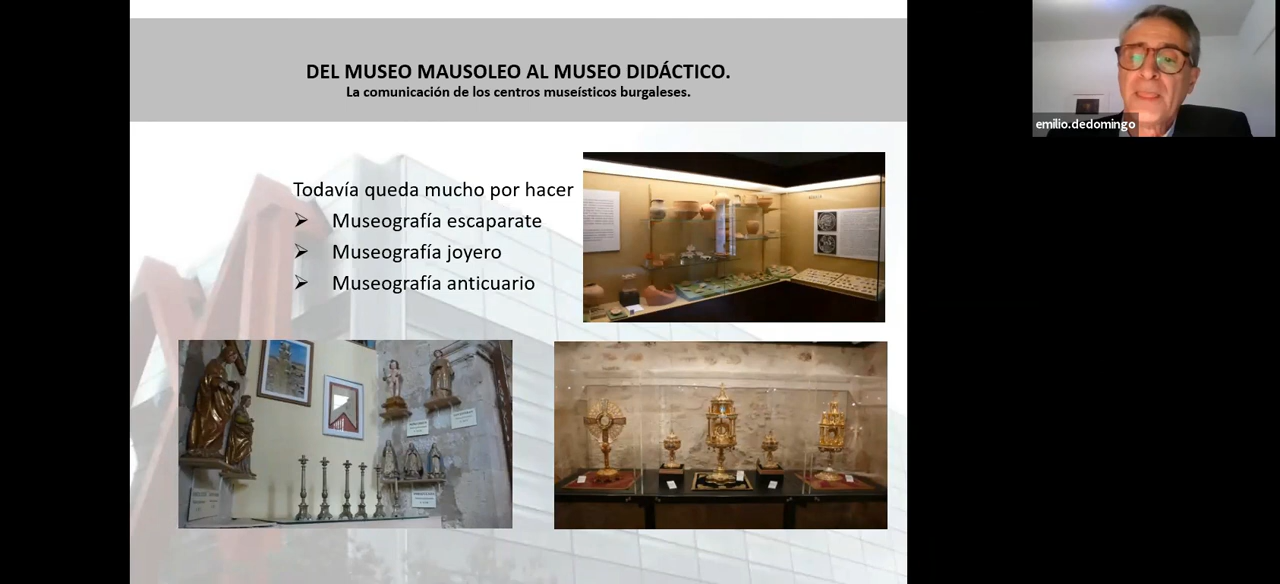 DEL MUSEO MAUSOLEO AL MUSEO DIDÁCTICO.
La comunicación de los centros museísticos burgaleses.
emilio.dedomingo
Todavía queda mucho por hacer
➢ Museografía escaparate
➢ Museografía joyero
➢ Museografía anticuario